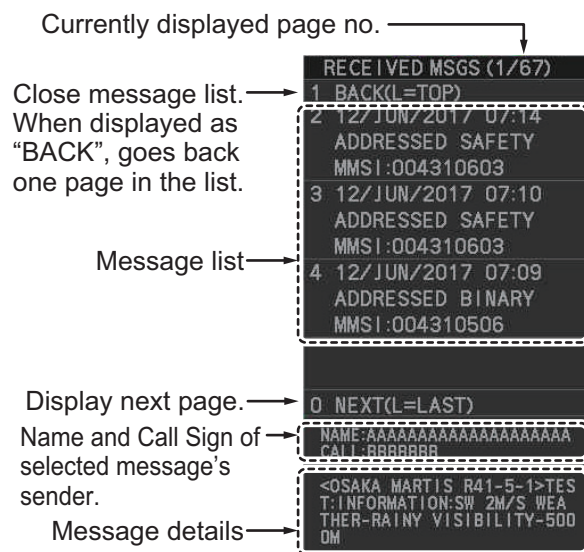 Currently displayed page no.
RECEIVED MSGS (1/67)
Close message list.
When displayed as
“BACK”, goes back
one page in the list.
1 BACK(L=TOP)
2 12/JUN/2017 07:14
ADDRESSED SAFETY
MMSI:004310603
3 12/JUN/2017 07:10
ADDRESSED SAFETY
MMSI:004310603
Message list
4 12/JUN/2017 07:09
ADDRESSED BINARY
MMSI:004310506
Display next page.
0 NEXT(L=LAST)
Name and Call Sign of
selected message’s
sender.
NAME:AAAAAAAAAAAAAAAAAAAA
CALL:BBBBBBB
Message details
<OSAKA MARTIS R41-5-1>TES
T:INFORMATION:SW 2M/S WEA
THER-RAINY VISIBILITY-500
0M